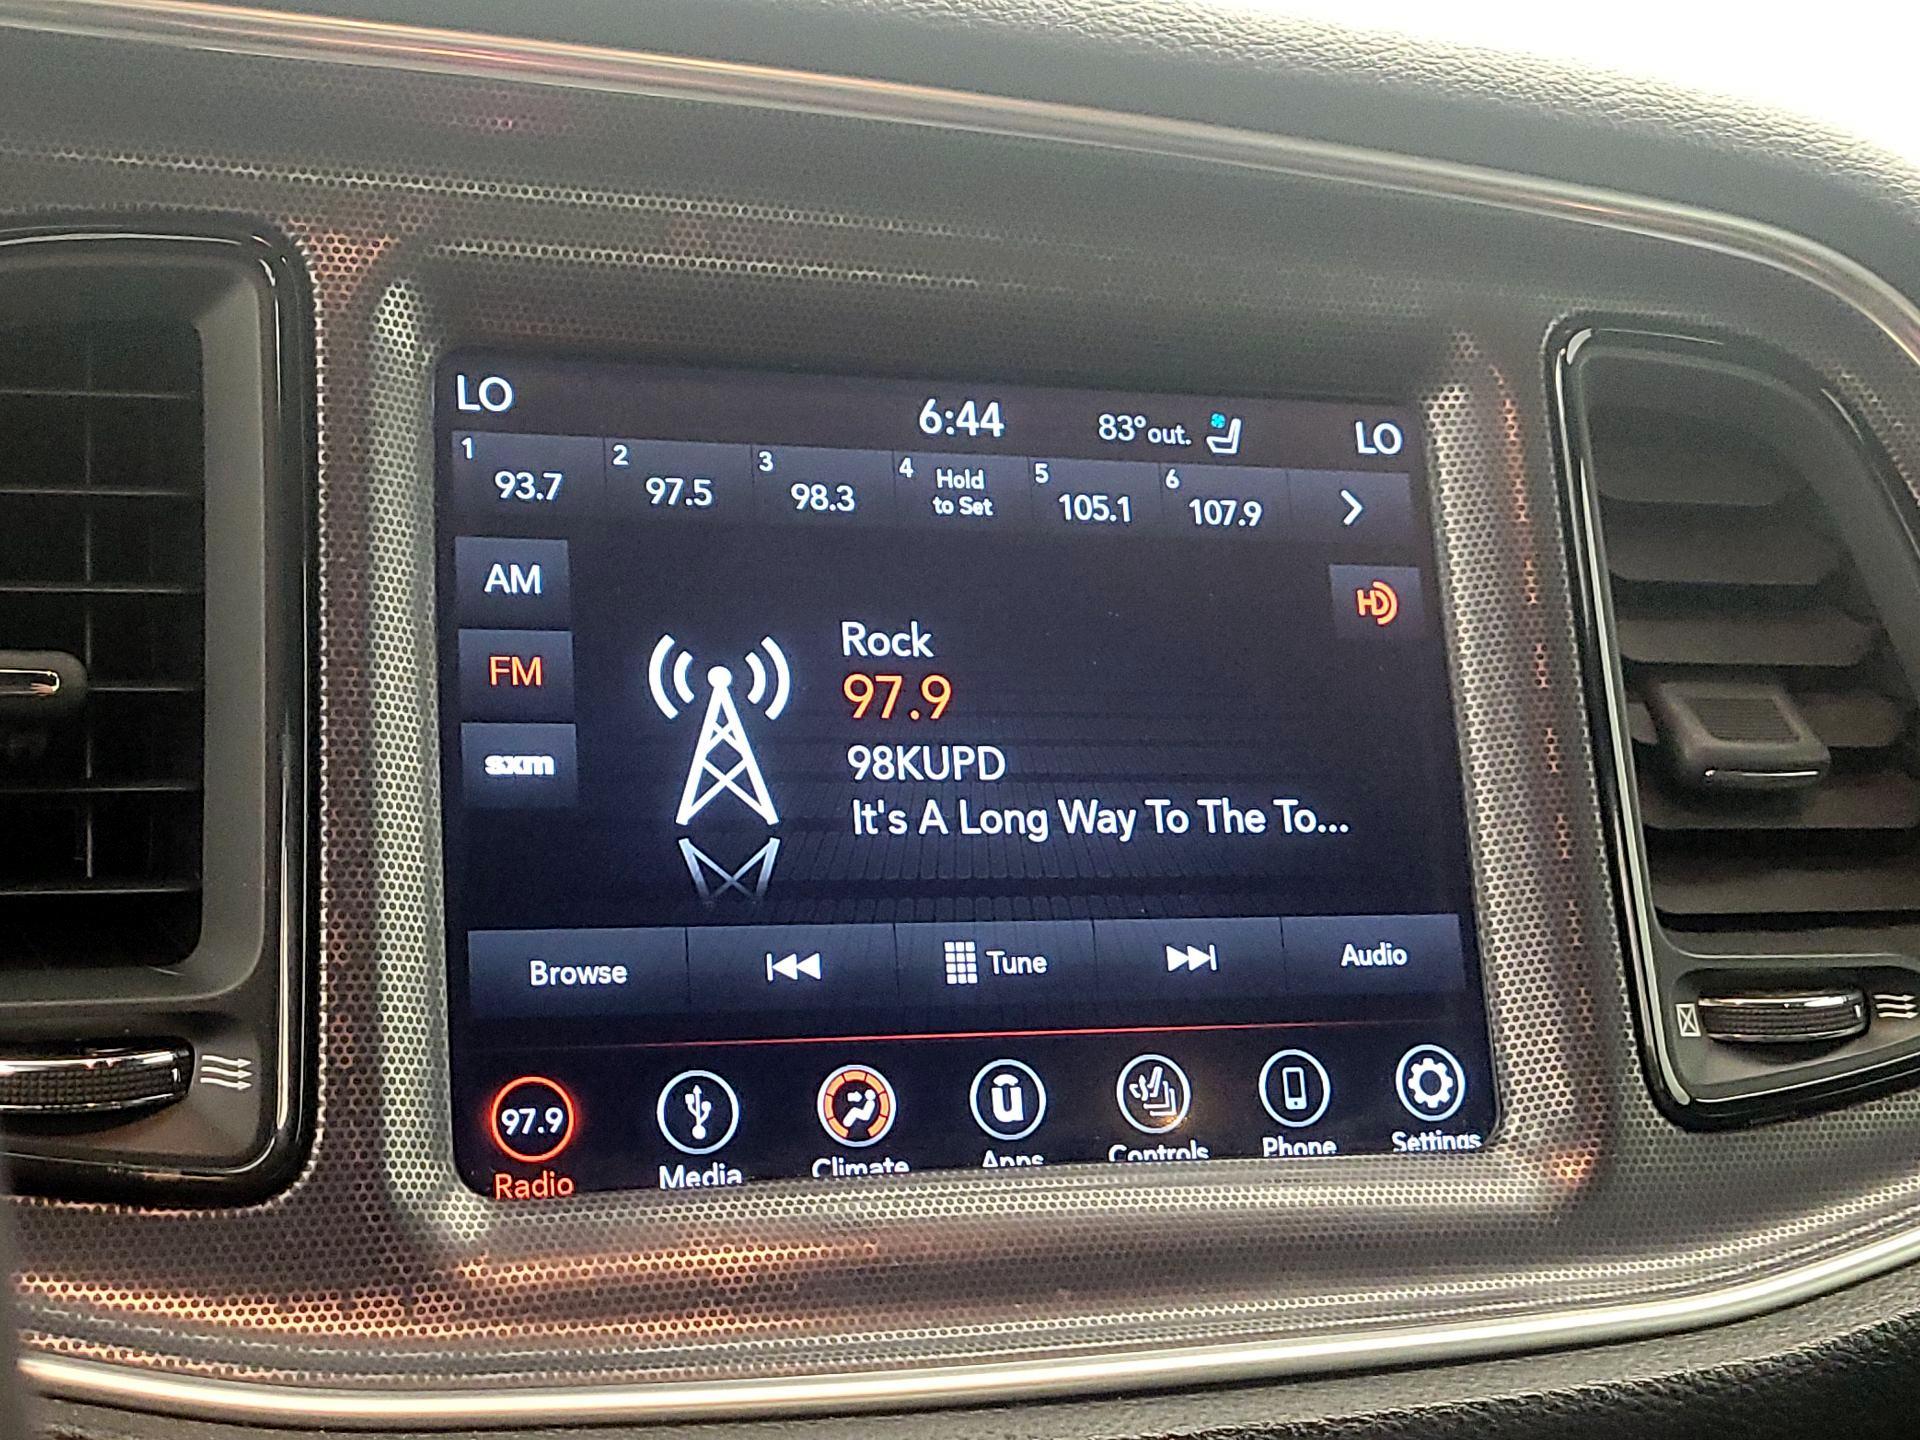 LO 6:44 83°out. LO
1 93.7 2 97.5 3 98.3 4 Hold to Set 5 105.1 6 107.9
AM
FM
sxm
HD
Rock
97.9
98KUPD
It's A Long Way To The To...
Browse Tune Audio
97.9
Radio Media Climate Apps Controls Phone Settings